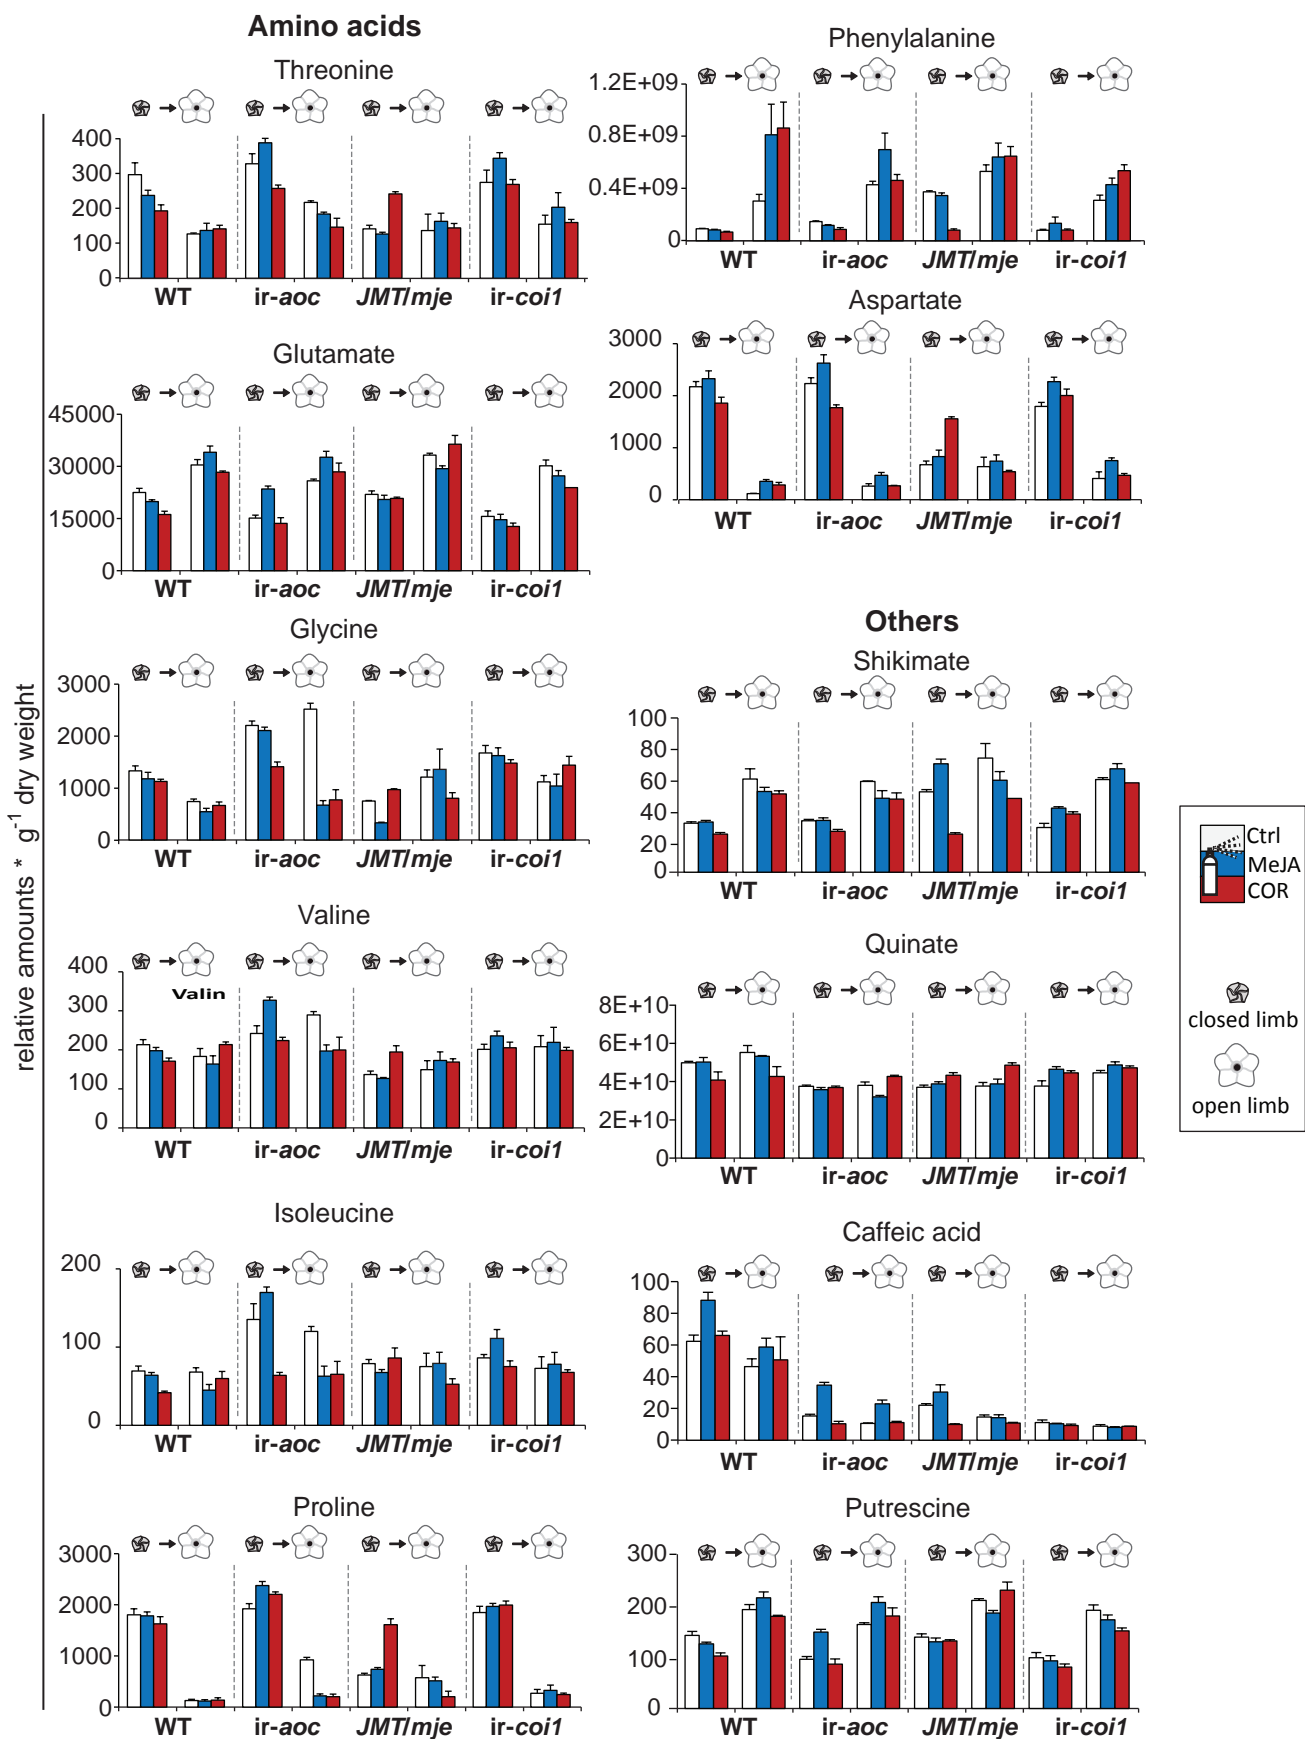 Amino acids
Threonine
400
300
200
100
0
WT ir-aoc JMT/mje ir-coi1
Glutamate
45000
30000
15000
0
WT ir-aoc JMT/mje ir-coi1
Glycine
3000
2000
1000
0
WT ir-aoc JMT/mje ir-coi1
Valine
400
Valin
300
200
100
0
WT ir-aoc JMT/mje ir-coi1
Isoleucine
200
100
0
WT ir-aoc JMT/mje ir-coi1
Proline
3000
2000
1000
0
WT ir-aoc JMT/mje ir-coi1
relative amounts * g-1 dry weight
Phenylalanine
1.2E+09
0.8E+09
0.4E+09
0
WT ir-aoc JMT/mje ir-coi1
Aspartate
3000
2000
1000
0
WT ir-aoc JMT/mje ir-coi1
Others
Shikimate
100
80
60
40
20
0
WT ir-aoc JMT/mje ir-coi1
Quinate
8E+10
6E+10
4E+10
2E+10
0
WT ir-aoc JMT/mje ir-coi1
Caffeic acid
100
80
60
40
20
0
WT ir-aoc JMT/mje ir-coi1
Putrescine
300
200
100
0
WT ir-aoc JMT/mje ir-coi1
Ctrl
MeJA
COR
closed limb
open limb